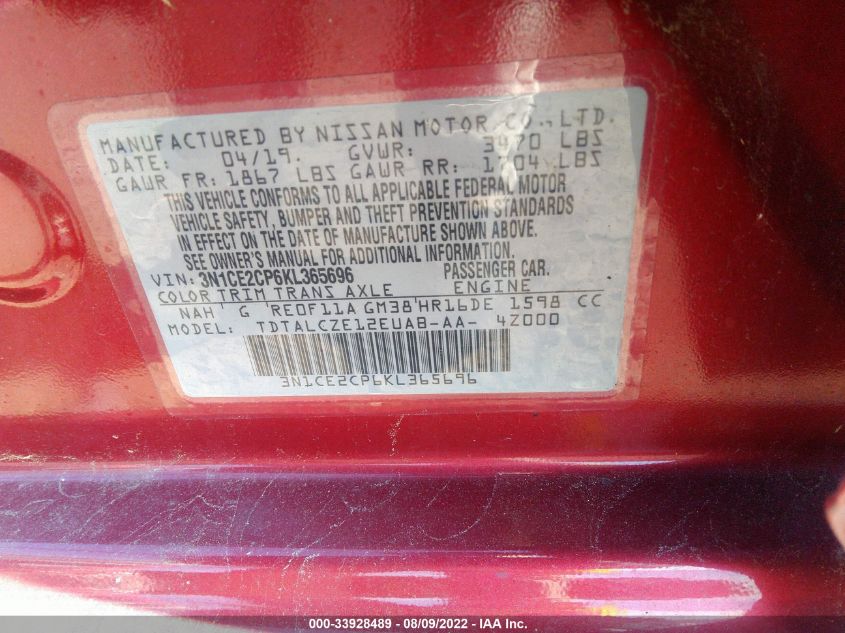 MANUFACTURED BY NISSAN MOTOR CO., LTD.
DATE: 04/19. GVWR: 3470 LBS
GAWR FR: 1867 LBS GAWR RR: 1704 LBS
THIS VEHICLE CONFORMS TO ALL APPLICABLE FEDERAL MOTOR
VEHICLE SAFETY, BUMPER AND THEFT PREVENTION STANDARDS
IN EFFECT ON THE DATE OF MANUFACTURE SHOWN ABOVE.
SEE OWNER'S MANUAL FOR ADDITIONAL INFORMATION.
VIN: 3N1CE2CP6KL365696 PASSENGER CAR.
COLOR TRIM TRANS AXLE ENGINE
NAH G RE0F11A GM38 HR16DE 1598 CC
MODEL: TDTALCZE12EUAB-AA- 4Z000
3N1CE2CP6KL365696
000-33928489 - 08/09/2022 - IAA Inc.